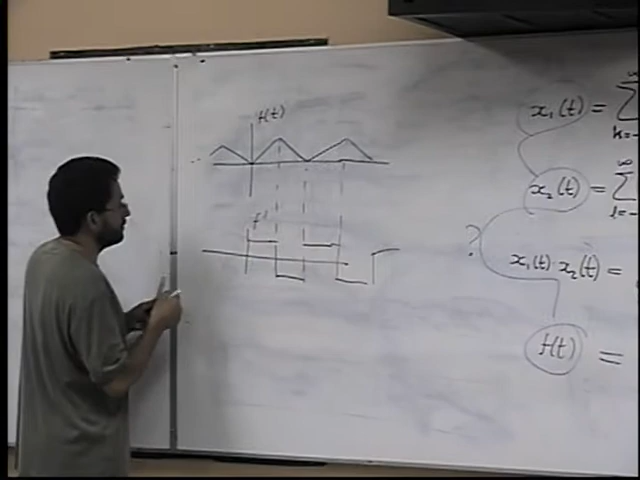 f(t)
f'
x₁(t) = ∑ ∞ k=-
x₂(t) = ∑ ∞ l=-
?
x₁(t) · x₂(t) =
f(t) =